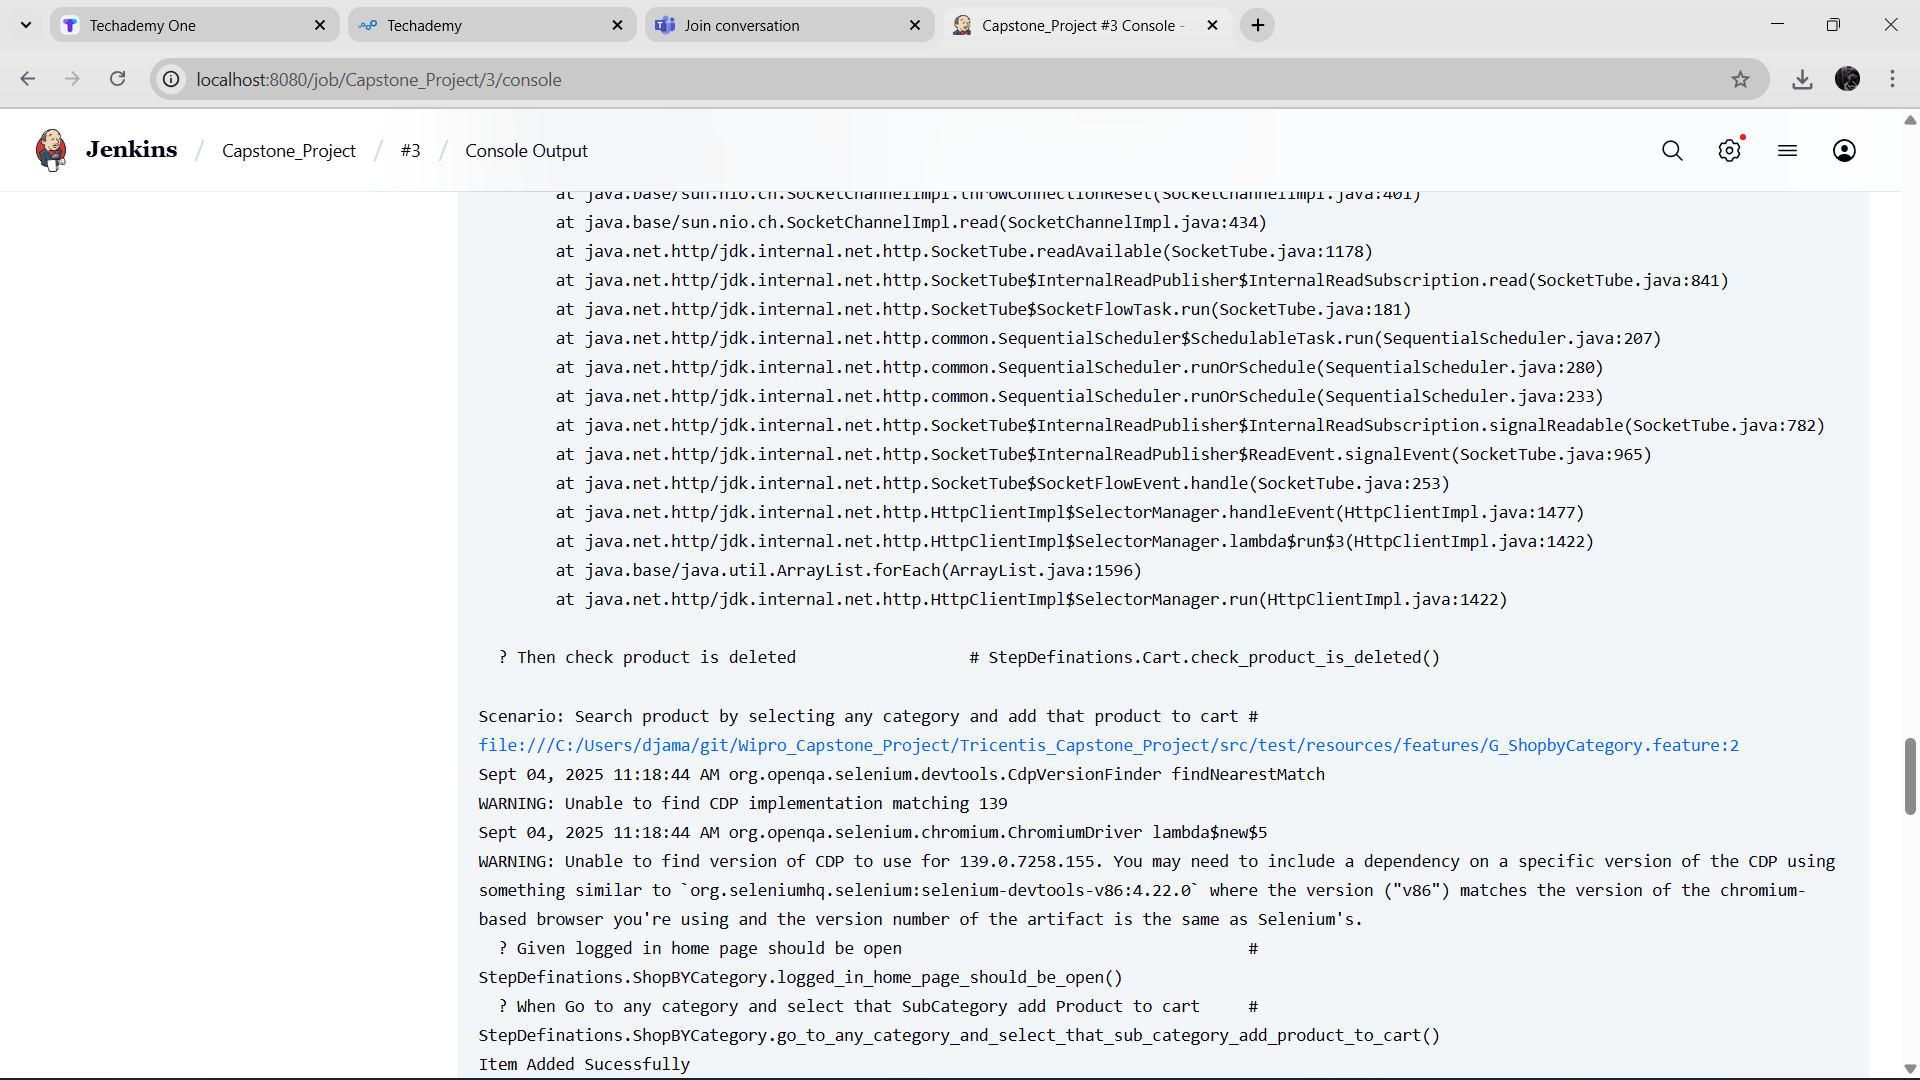 Techademy One
Techademy
Join conversation
Capstone_Project #3 Console -
localhost:8080/job/Capstone_Project/3/console
Jenkins / Capstone_Project / #3 / Console Output
at java.base/sun.nio.ch.SocketChannelImpl.throwConnectionReset(SocketChannelImpl.java:401)
at java.base/sun.nio.ch.SocketChannelImpl.read(SocketChannelImpl.java:434)
at java.net.http/jdk.internal.net.http.SocketTube.readAvailable(SocketTube.java:1178)
at java.net.http/jdk.internal.net.http.SocketTube$InternalReadPublisher$InternalReadSubscription.read(SocketTube.java:841)
at java.net.http/jdk.internal.net.http.SocketTube$SocketFlowTask.run(SocketTube.java:181)
at java.net.http/jdk.internal.net.http.common.SequentialScheduler$SchedulableTask.run(SequentialScheduler.java:207)
at java.net.http/jdk.internal.net.http.common.SequentialScheduler.runOrSchedule(SequentialScheduler.java:280)
at java.net.http/jdk.internal.net.http.common.SequentialScheduler.runOrSchedule(SequentialScheduler.java:233)
at java.net.http/jdk.internal.net.http.SocketTube$InternalReadPublisher$InternalReadSubscription.signalReadable(SocketTube.java:782)
at java.net.http/jdk.internal.net.http.SocketTube$InternalReadPublisher$ReadEvent.signalEvent(SocketTube.java:965)
at java.net.http/jdk.internal.net.http.SocketTube$SocketFlowEvent.handle(SocketTube.java:253)
at java.net.http/jdk.internal.net.http.HttpClientImpl$SelectorManager.handleEvent(HttpClientImpl.java:1477)
at java.net.http/jdk.internal.net.http.HttpClientImpl$SelectorManager.lambda$run$3(HttpClientImpl.java:1422)
at java.base/java.util.ArrayList.forEach(ArrayList.java:1596)
at java.net.http/jdk.internal.net.http.HttpClientImpl$SelectorManager.run(HttpClientImpl.java:1422)
? Then check product is deleted # StepDefinations.Cart.check_product_is_deleted()
Scenario: Search product by selecting any category and add that product to cart #
file:///C:/Users/djama/git/Wipro_Capstone_Project/Tricentis_Capstone_Project/src/test/resources/features/G_ShopbyCategory.feature:2
Sept 04, 2025 11:18:44 AM org.openqa.selenium.devtools.CdpVersionFinder findNearestMatch
WARNING: Unable to find CDP implementation matching 139
Sept 04, 2025 11:18:44 AM org.openqa.selenium.chromium.ChromiumDriver lambda$new$5
WARNING: Unable to find version of CDP to use for 139.0.7258.155. You may need to include a dependency on a specific version of the CDP using
something similar to `org.seleniumhq.selenium:selenium-devtools-v86:4.22.0` where the version ("v86") matches the version of the chromium-
based browser you're using and the version number of the artifact is the same as Selenium's.
? Given logged in home page should be open #
StepDefinations.ShopBYCategory.logged_in_home_page_should_be_open()
? When Go to any category and select that SubCategory add Product to cart #
StepDefinations.ShopBYCategory.go_to_any_category_and_select_that_sub_category_add_product_to_cart()
Item Added Sucessfully